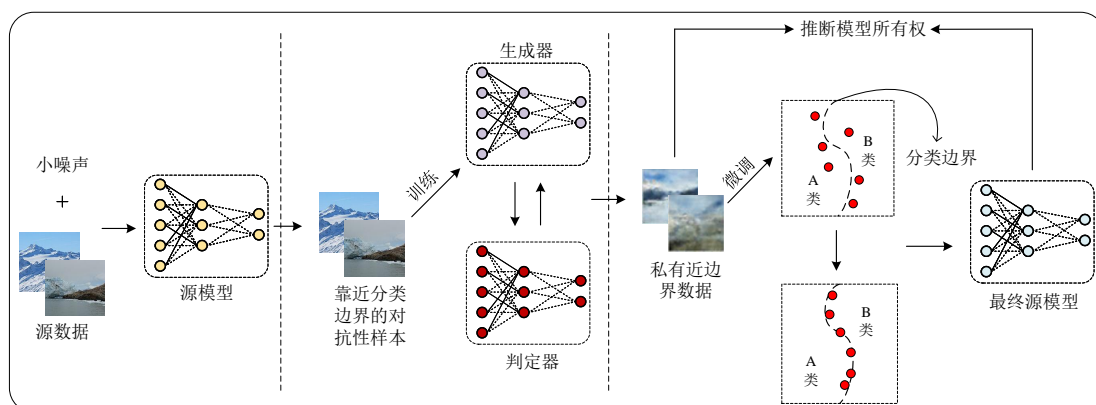 小噪声
+
源数据
源模型
靠近分类
边界的对
抗性样本
训练
生成器
判定器
私有近边
界数据
微调
推断模型所有权
A
类
B
类
分类边界
A
类
B
类
最终源模型